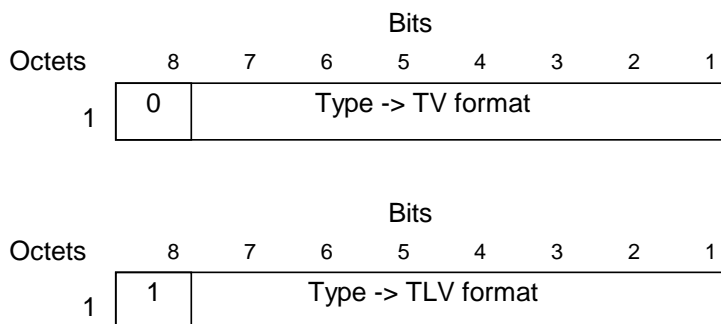 Bits
Octets 8 7 6 5 4 3 2 1
1 0 Type -> TV format
Bits
Octets 8 7 6 5 4 3 2 1
1 1 Type -> TLV format